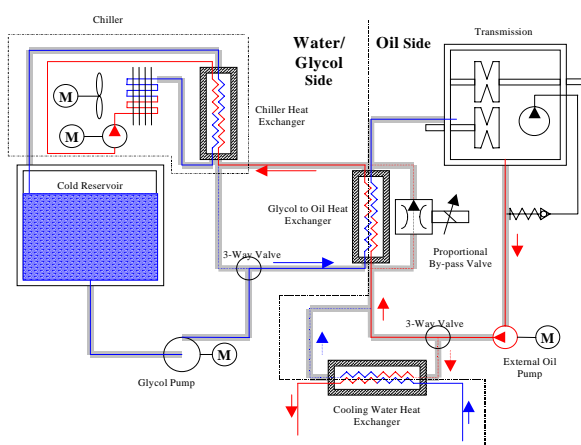 Chiller
Water/
Glycol
Side
Oil Side
Transmission
M
M
Chiller Heat
Exchanger
Cold Reservoir
Glycol to Oil Heat
Exchanger
Proportional
By-pass Valve
3-Way Valve
3-Way Valve
M
Glycol Pump
M
External Oil
Pump
Cooling Water Heat
Exchanger